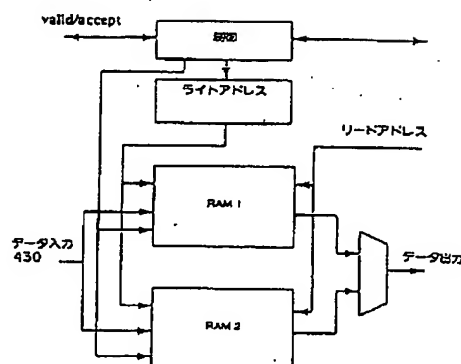 valid/accept
ライトアドレス
リードアドレス
RAM 1
データ入力
430
データ出力
RAM 2